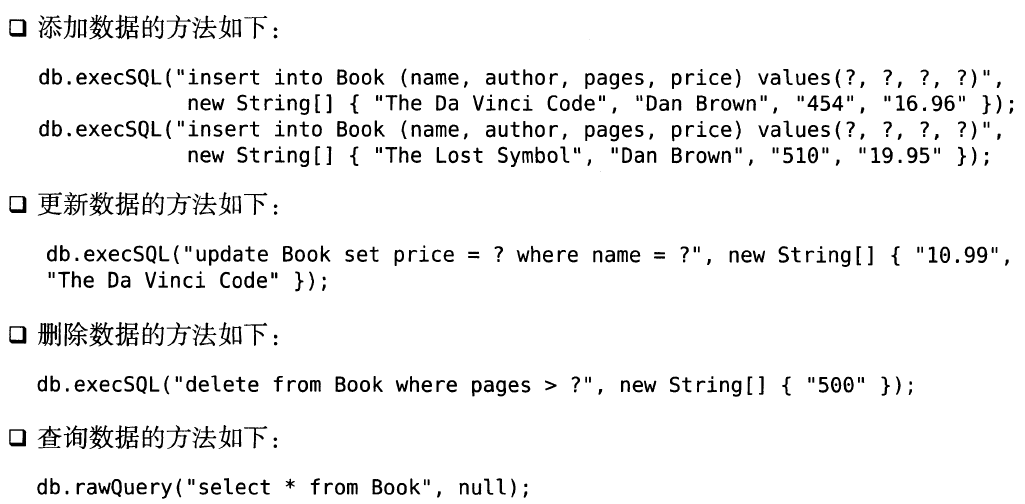 ❑ 添加数据的方法如下：
db.execSQL("insert into Book (name, author, pages, price) values(?, ?, ?, ?)",
new String[] { "The Da Vinci Code", "Dan Brown", "454", "16.96" });
db.execSQL("insert into Book (name, author, pages, price) values(?, ?, ?, ?)",
new String[] { "The Lost Symbol", "Dan Brown", "510", "19.95" });
❑ 更新数据的方法如下：
db.execSQL("update Book set price = ? where name = ?", new String[] { "10.99",
"The Da Vinci Code" });
❑ 删除数据的方法如下：
db.execSQL("delete from Book where pages > ?", new String[] { "500" });
❑ 查询数据的方法如下：
db.rawQuery("select * from Book", null);